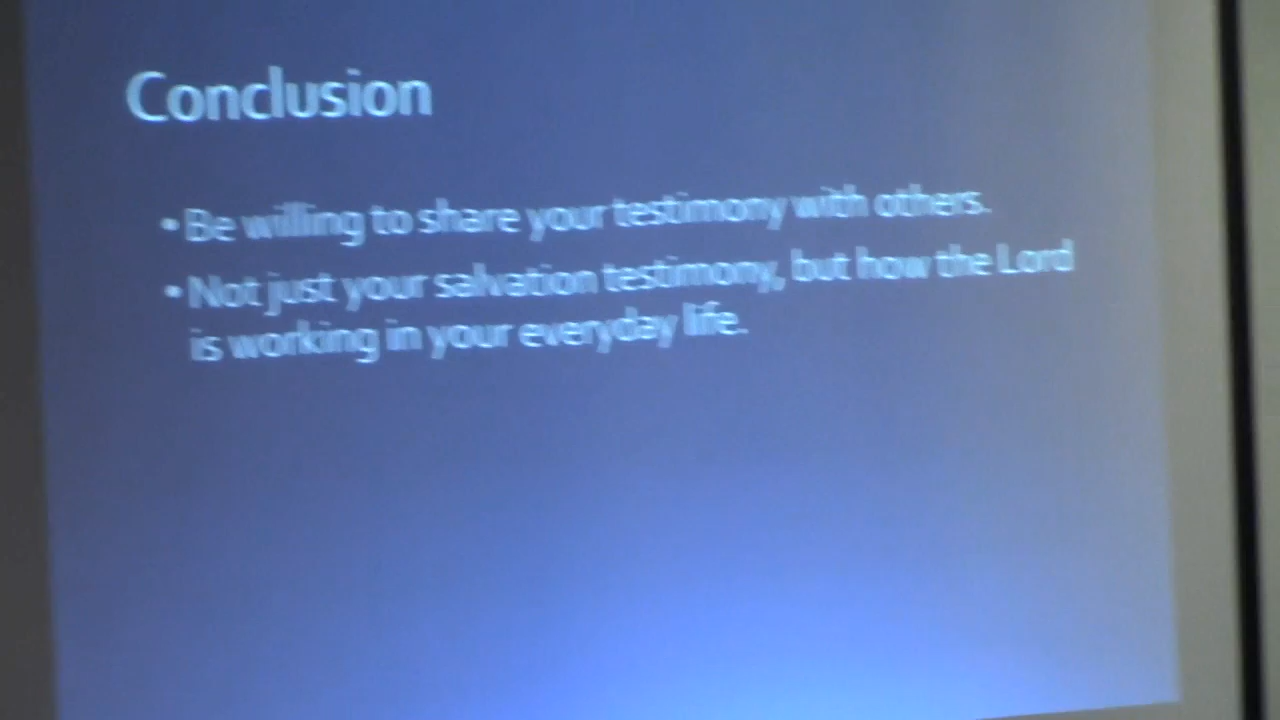 Conclusion
• Be willing to share your testimony with others.
• Not just your salvation testimony, but how the Lord
is working in your everyday life.